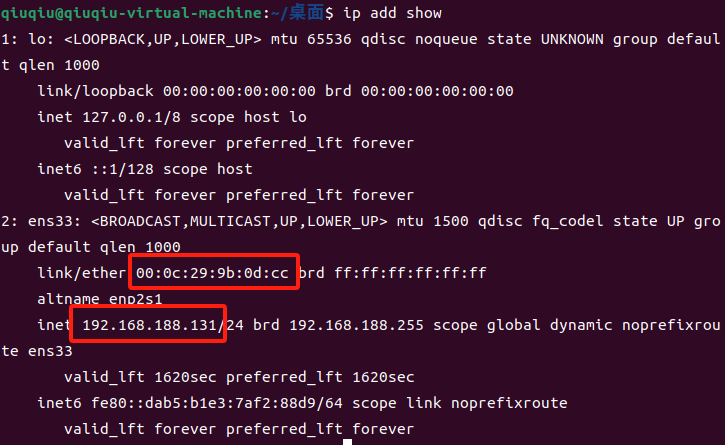 qiuqiu@qiuqiu-virtual-machine:~/桌面$ ip add show
1: lo: <LOOPBACK,UP,LOWER_UP> mtu 65536 qdisc noqueue state UNKNOWN group defaul
t qlen 1000
    link/loopback 00:00:00:00:00:00 brd 00:00:00:00:00:00
    inet 127.0.0.1/8 scope host lo
       valid_lft forever preferred_lft forever
    inet6 ::1/128 scope host
       valid_lft forever preferred_lft forever
2: ens33: <BROADCAST,MULTICAST,UP,LOWER_UP> mtu 1500 qdisc fq_codel state UP gro
up default qlen 1000
    link/ether 00:0c:29:9b:0d:cc brd ff:ff:ff:ff:ff:ff
    altname enp2s1
    inet 192.168.188.131/24 brd 192.168.188.255 scope global dynamic noprefixrou
te ens33
       valid_lft 1620sec preferred_lft 1620sec
    inet6 fe80::dab5:b1e3:7af2:88d9/64 scope link noprefixroute
       valid_lft forever preferred_lft forever